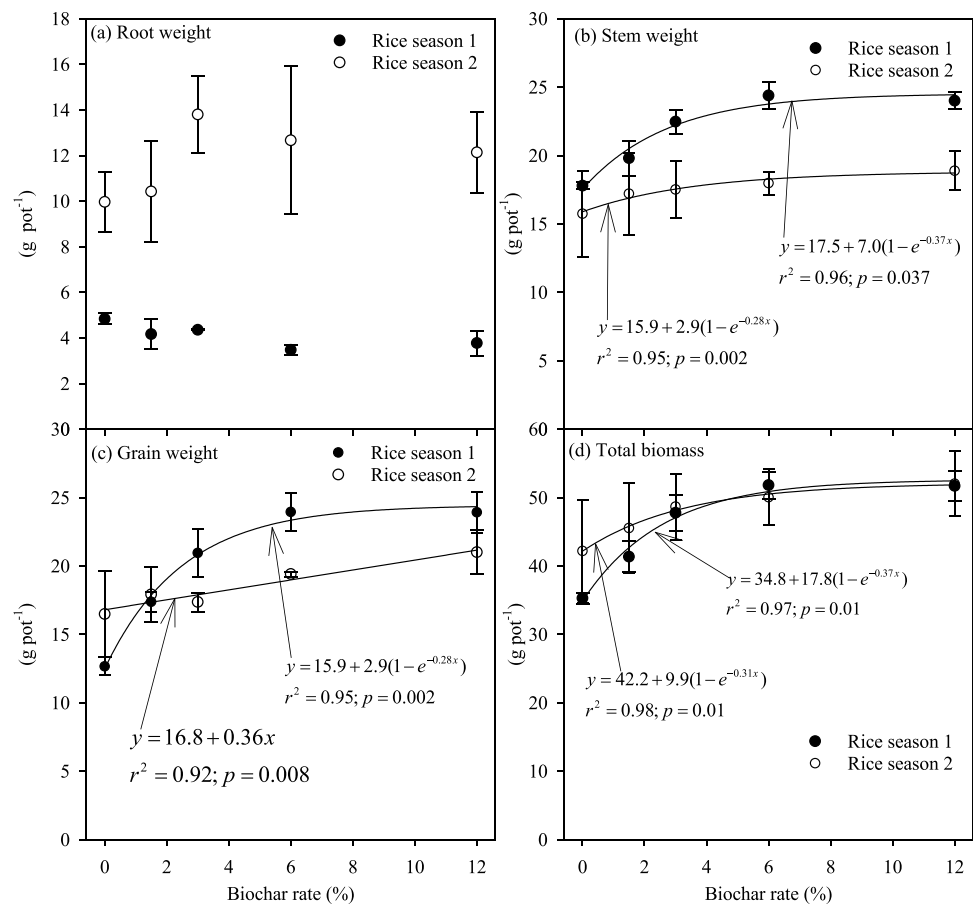 (a) Root weight
Rice season 1
Rice season 2
18
16
14
12
10
8
6
4
2
(g pot⁻¹)
(b) Stem weight
Rice season 1
Rice season 2
30
25
20
15
10
5
(g pot⁻¹)
y = 17.5 + 7.0(1 − e^−0.37x)
r² = 0.96; p = 0.037
y = 15.9 + 2.9(1 − e^−0.28x)
r² = 0.95; p = 0.002
(c) Grain weight
Rice season 1
Rice season 2
30
25
20
15
10
5
0
(g pot⁻¹)
y = 15.9 + 2.9(1 − e^−0.28x)
r² = 0.95; p = 0.002
y = 16.8 + 0.36x
r² = 0.92; p = 0.008
0 2 4 6 8 10 12
Biochar rate (%)
(d) Total biomass
60
50
40
30
20
10
0
(g pot⁻¹)
y = 34.8 + 17.8(1 − e^−0.37x)
r² = 0.97; p = 0.01
y = 42.2 + 9.9(1 − e^−0.31x)
r² = 0.98; p = 0.01
Rice season 1
Rice season 2
0 2 4 6 8 10 12
Biochar rate (%)